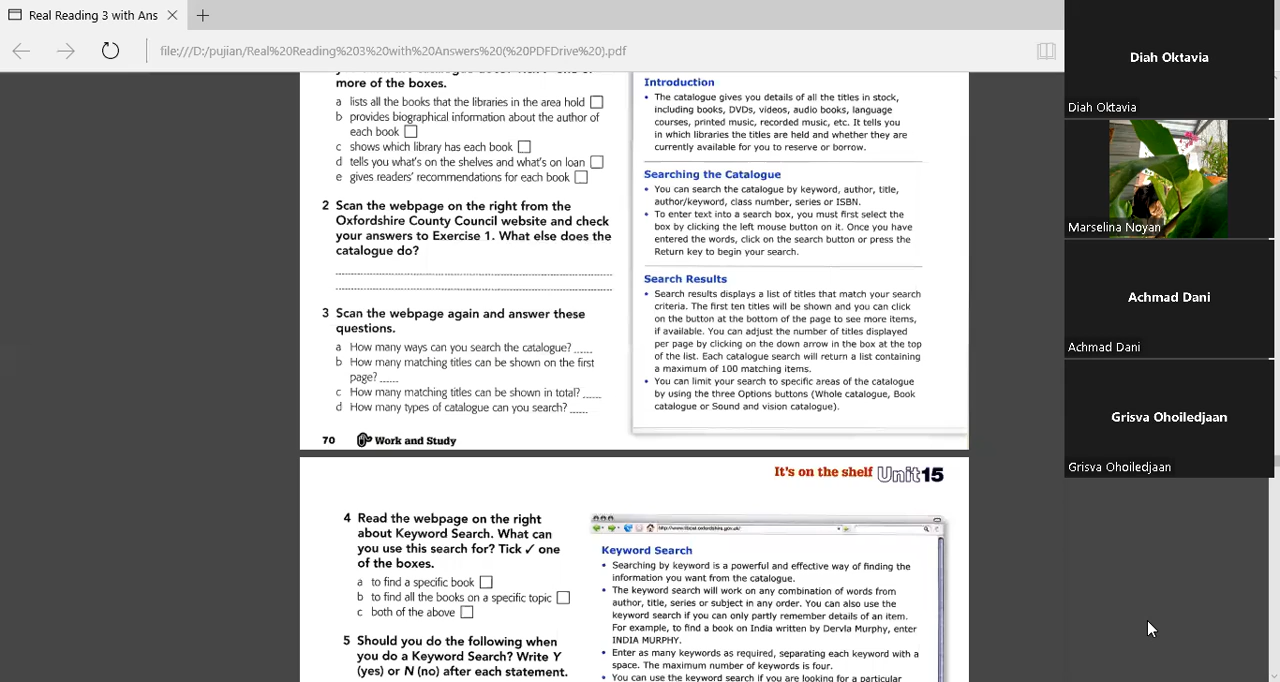 Real Reading 3 with Ans
file:///D:/pujian/Real%20Reading%203%20with%20Answers%20(%20PDFDrive%20).pdf
more of the boxes.
a lists all the books that the libraries in the area hold
b provides biographical information about the author of
each book
c shows which library has each book
d tells you what's on the shelves and what's on loan
e gives readers' recommendations for each book
2 Scan the webpage on the right from the
Oxfordshire County Council website and check
your answers to Exercise 1. What else does the
catalogue do?
3 Scan the webpage again and answer these
questions.
a How many ways can you search the catalogue?
b How many matching titles can be shown on the first
page?
c How many matching titles can be shown in total?
d How many types of catalogue can you search?
70 Work and Study
Introduction
• The catalogue gives you details of all the titles in stock,
including books, DVDs, videos, audio books, language
courses, printed music, recorded music, etc. It tells you
in which libraries the titles are held and whether they are
currently available for you to reserve or borrow.
Searching the Catalogue
• You can search the catalogue by keyword, author, title,
author/keyword, class number, series or ISBN.
• To enter text into a search box, you must first select the
box by clicking the left mouse button on it. Once you have
entered the words, click on the search button or press the
Return key to begin your search.
Search Results
• Search results displays a list of titles that match your search
criteria. The first ten titles will be shown and you can click
on the button at the bottom of the page to see more items,
if available. You can adjust the number of titles displayed
per page by clicking on the down arrow in the box at the top
of the list. Each catalogue search will return a list containing
a maximum of 100 matching items.
• You can limit your search to specific areas of the catalogue
by using the three Options buttons (Whole catalogue, Book
catalogue or Sound and vision catalogue).
It's on the shelf Unit15
4 Read the webpage on the right
about Keyword Search. What can
you use this search for? Tick ✓ one
of the boxes.
a to find a specific book
b to find all the books on a specific topic
c both of the above
5 Should you do the following when
you do a Keyword Search? Write Y
(yes) or N (no) after each statement.
http://www.libcat.oxfordshire.gov.uk/
Keyword Search
• Searching by keyword is a powerful and effective way of finding the
information you want from the catalogue.
• The keyword search will work on any combination of words from
author, title, series or subject in any order. You can also use the
keyword search if you can only partly remember details of an item.
For example, to find a book on India written by Dervla Murphy, enter
INDIA MURPHY.
• Enter as many keywords as required, separating each keyword with a
space. The maximum number of keywords is four.
• You can use the keyword search if you are looking for a particular
Diah Oktavia
Diah Oktavia
Marselina Noyan
Achmad Dani
Achmad Dani
Grisva Ohoiledjaan
Grisva Ohoiledjaan